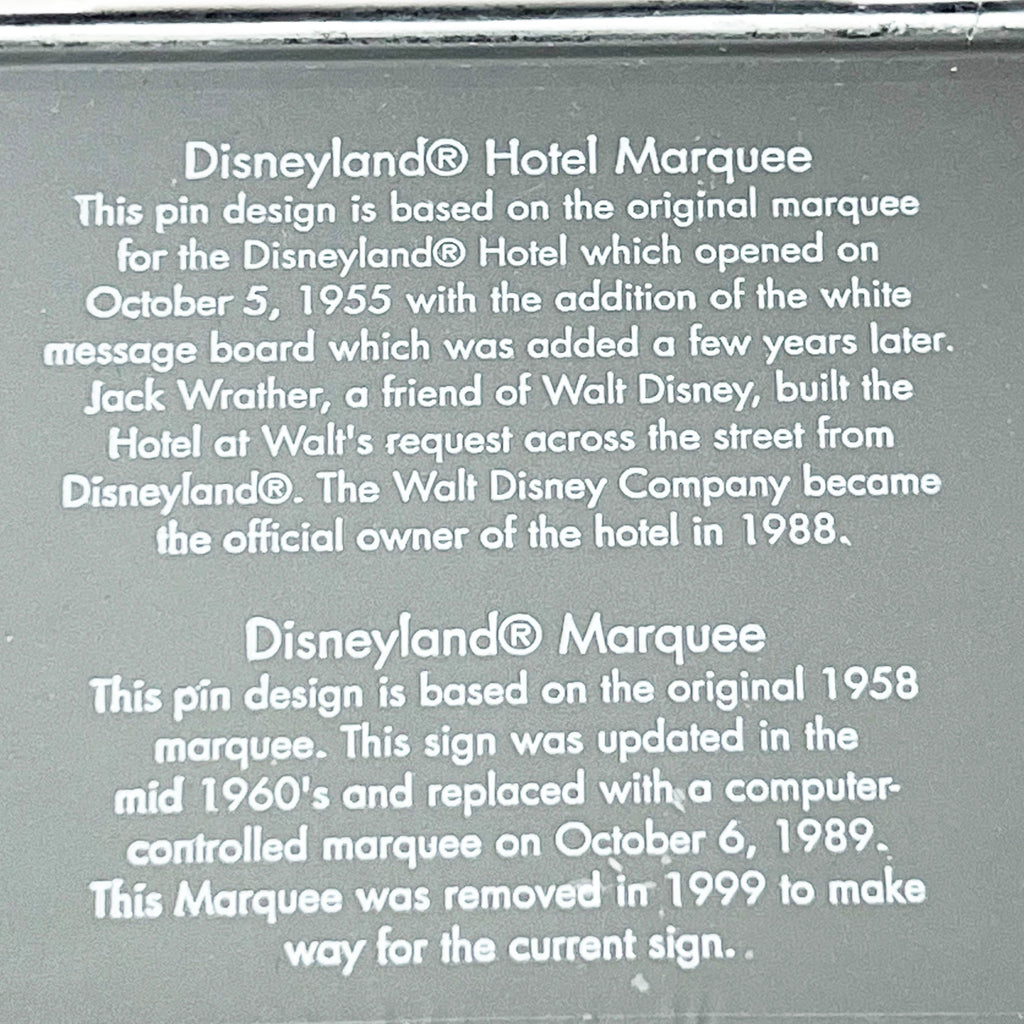 Disneyland® Hotel Marquee
This pin design is based on the original marquee
for the Disneyland® Hotel which opened on
October 5, 1955 with the addition of the white
message board which was added a few years later.
Jack Wrather, a friend of Walt Disney, built the
Hotel at Walt's request across the street from
Disneyland®. The Walt Disney Company became
the official owner of the hotel in 1988.
Disneyland® Marquee
This pin design is based on the original 1958
marquee. This sign was updated in the
mid 1960's and replaced with a computer-
controlled marquee on October 6, 1989.
This Marquee was removed in 1999 to make
way for the current sign.